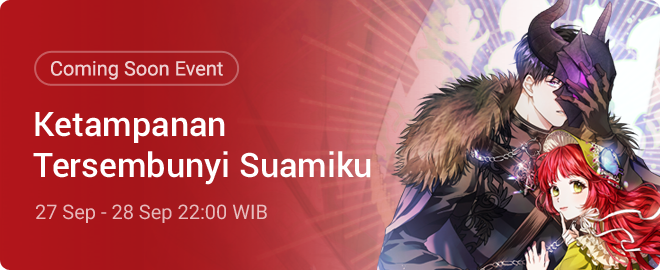 Coming Soon Event
Ketampanan
Tersembunyi Suamiku
27 Sep - 28 Sep 22:00 WIB